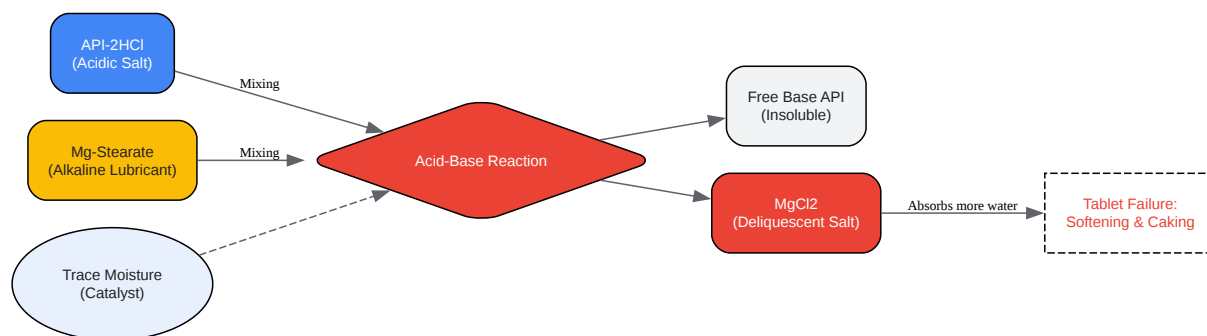 API-2HCl
(Acidic Salt)
Mixing
Mg-Stearate
(Alkaline Lubricant)
Mixing
Trace Moisture
(Catalyst)
Acid-Base Reaction
Free Base API
(Insoluble)
MgCl2
(Deliquescent Salt)
Absorbs more water
Tablet Failure:
Softening & Caking